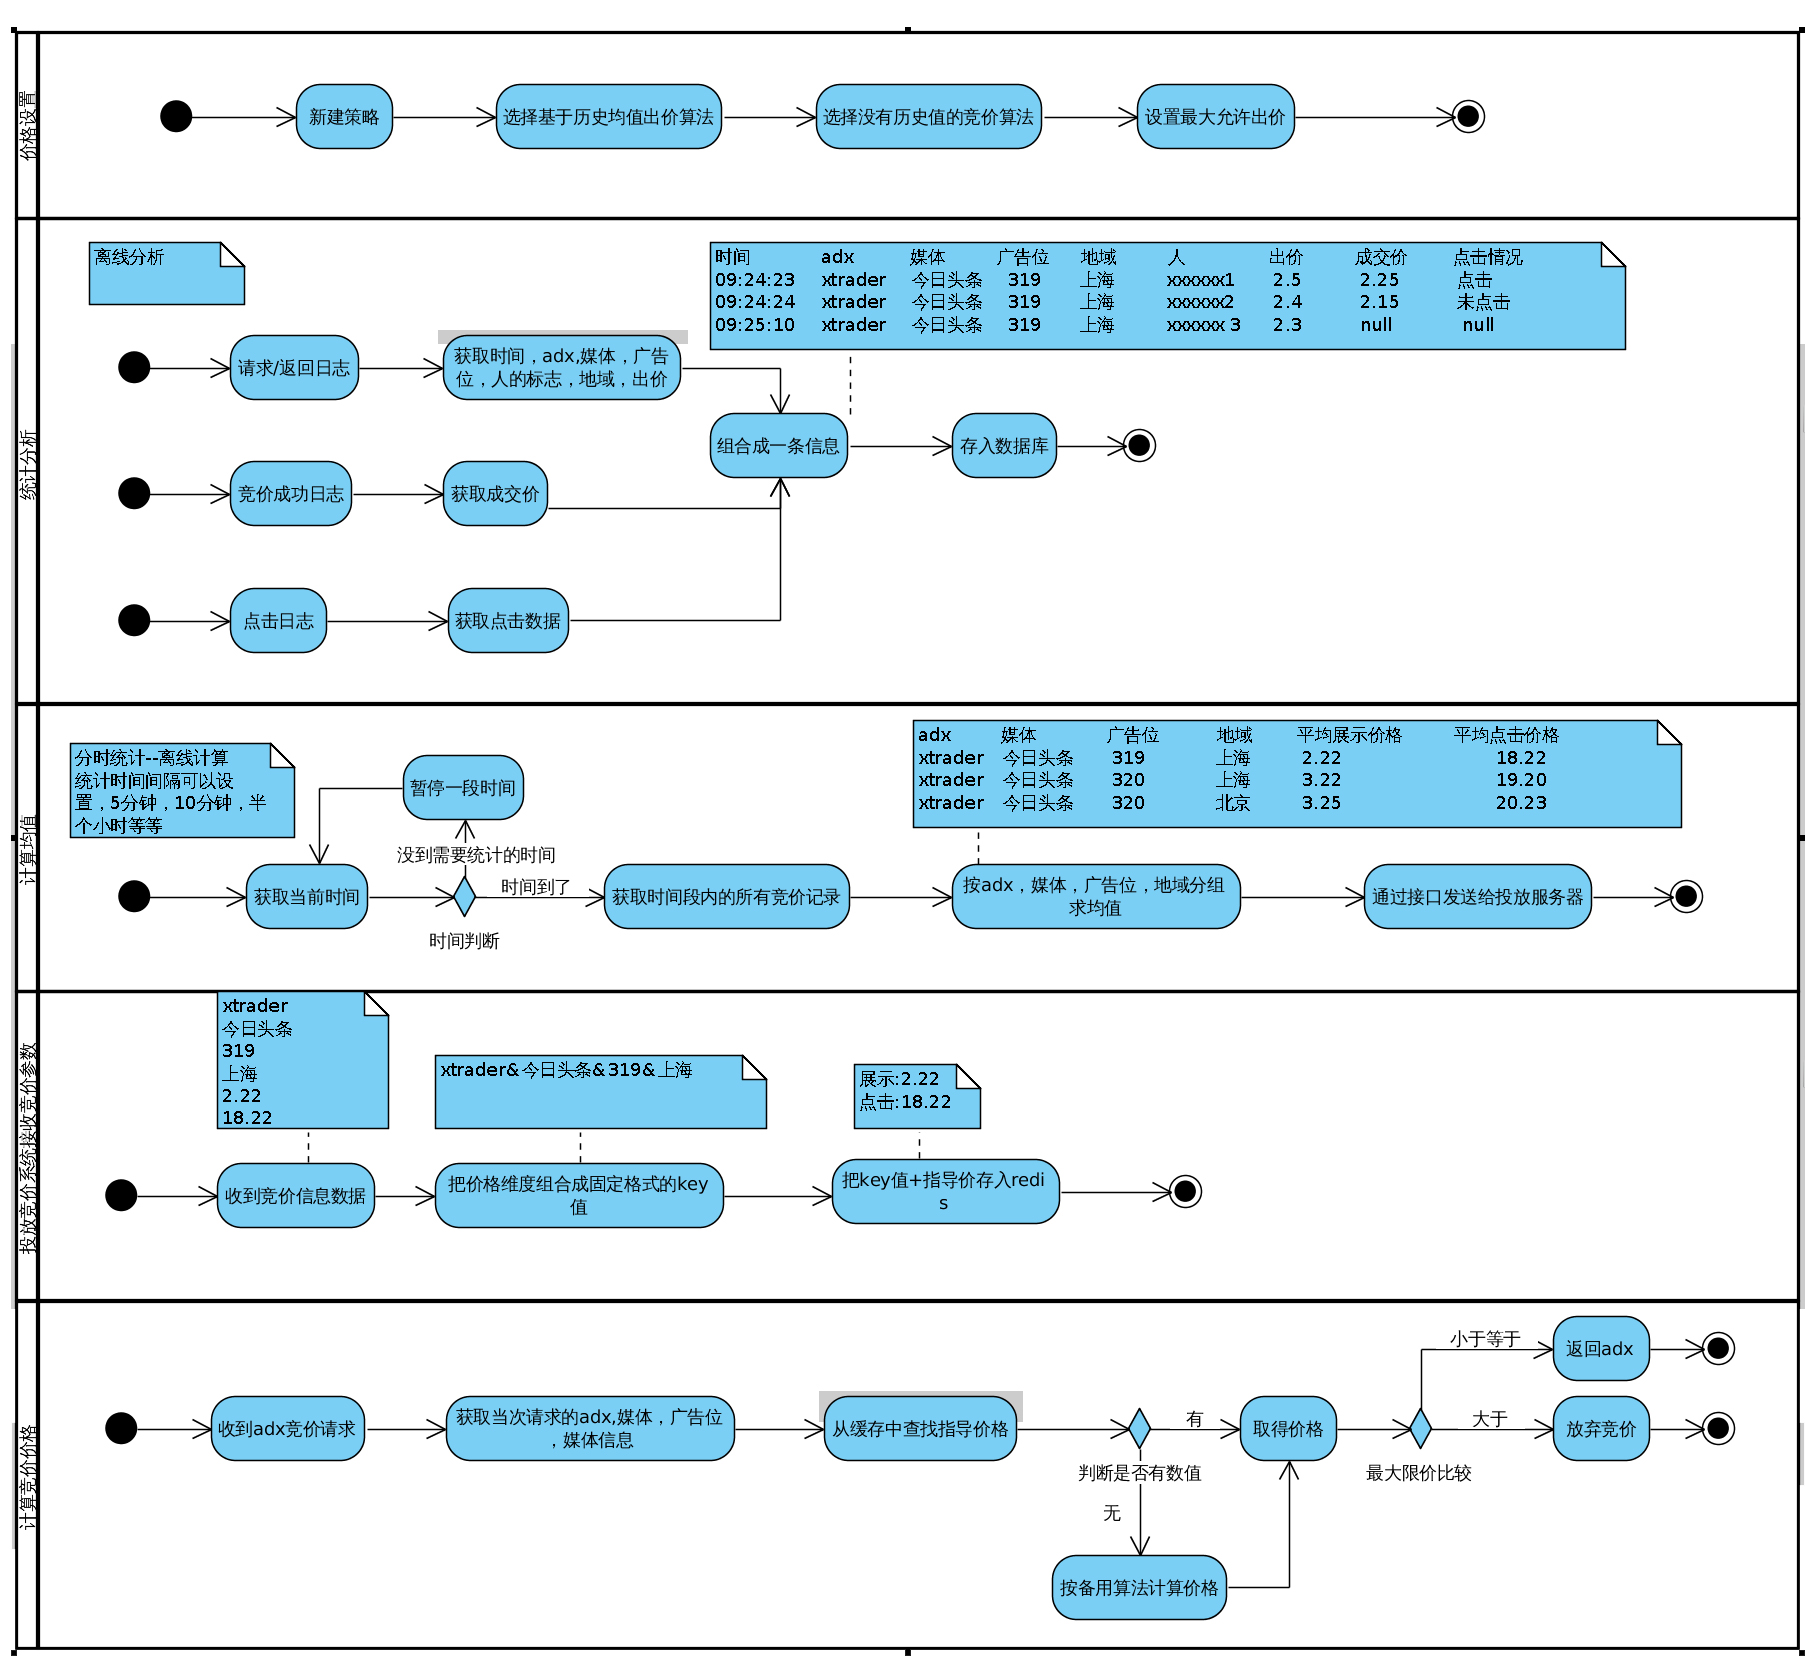 价格设置
新建策略
选择基于历史均值出价算法
选择没有历史值的竞价算法
设置最大允许出价
统计分析
离线分析
时间 adx 媒体 广告位 地域 人 出价 成交价 点击情况
09:24:23 xtrader 今日头条 319 上海 xxxxxx1 2.5 2.25 点击
09:24:24 xtrader 今日头条 319 上海 xxxxxx2 2.4 2.15 未点击
09:25:10 xtrader 今日头条 319 上海 xxxxxx 3 2.3 null null
请求/返回日志
获取时间，adx,媒体，广告
位，人的标志，地域，出价
组合成一条信息
存入数据库
竞价成功日志
获取成交价
点击日志
获取点击数据
计算均值
分时统计--离线计算
统计时间间隔可以设
置，5分钟，10分钟，半
个小时等等
暂停一段时间
adx 媒体 广告位 地域 平均展示价格 平均点击价格
xtrader 今日头条 319 上海 2.22 18.22
xtrader 今日头条 320 上海 3.22 19.20
xtrader 今日头条 320 北京 3.25 20.23
没到需要统计的时间
获取当前时间
时间到了
时间判断
获取时间段内的所有竞价记录
按adx，媒体，广告位，地域分组
求均值
通过接口发送给投放服务器
投放竞价系统接收竞价参数
xtrader
今日头条
319
上海
2.22
18.22
xtrader&今日头条&319&上海
展示:2.22
点击:18.22
收到竞价信息数据
把价格维度组合成固定格式的key
值
把key值+指导价存入redi
s
计算竞价价格
收到adx竞价请求
获取当次请求的adx,媒体，广告位
，媒体信息
从缓存中查找指导价格
有
判断是否有数值
无
按备用算法计算价格
取得价格
最大限价比较
小于等于
返回adx
大于
放弃竞价